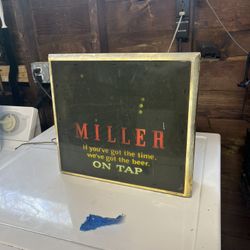 MILLER
if you've got the time,
we've got the beer.
ON TAP